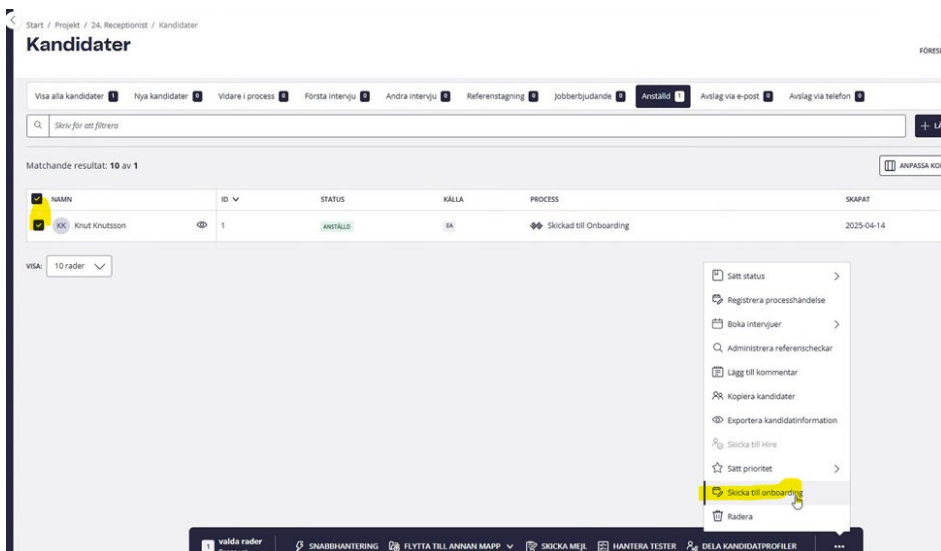 Start / Projekt / 24. Receptionist / Kandidater
Kandidater
Visa alla kandidater 1 Nya kandidater 0 Vidare i process 0 Första intervju 0 Andra intervju 0 Referenstagning 0 Jobberbjudande 0 Anställd 1 Avslag via e-post 0 Avslag via telefon 0
Skriv för att filtrera
Matchande resultat: 10 av 1
NAMN ID STATUS KÄLLA PROCESS SKAPAT
KK Knut Knutsson 1 ANSTÄLLD EA Skickad till Onboarding 2025-04-14
VISA: 10 rader
Sätt status
Registrera processhändelse
Boka intervjuer
Administrera referenscheckar
Lägg till kommentar
Kopiera kandidater
Exportera kandidatinformation
Skicka till Hire
Sätt prioritet
Skicka till onboarding
Radera
1 valda rader SNABBHANTERING FLYTTA TILL ANNAN MAPP SKICKA MEJL HANTERA TESTER DELA KANDIDATPROFILER